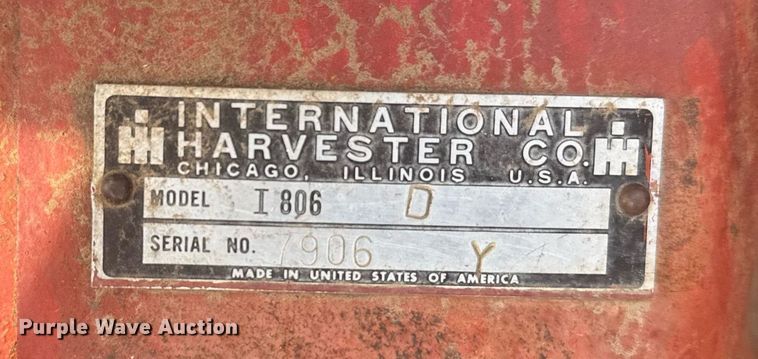 INTERNATIONAL
HARVESTER CO.
CHICAGO, ILLINOIS U.S.A.
MODEL I 806 D
SERIAL NO. 7906 Y
MADE IN UNITED STATES OF AMERICA
Purple Wave Auction